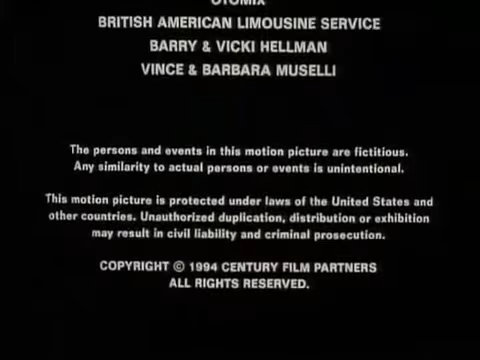 OTOMIX
BRITISH AMERICAN LIMOUSINE SERVICE
BARRY & VICKI HELLMAN
VINCE & BARBARA MUSELLI
The persons and events in this motion picture are fictitious.
Any similarity to actual persons or events is unintentional.
This motion picture is protected under laws of the United States and
other countries. Unauthorized duplication, distribution or exhibition
may result in civil liability and criminal prosecution.
COPYRIGHT © 1994 CENTURY FILM PARTNERS
ALL RIGHTS RESERVED.